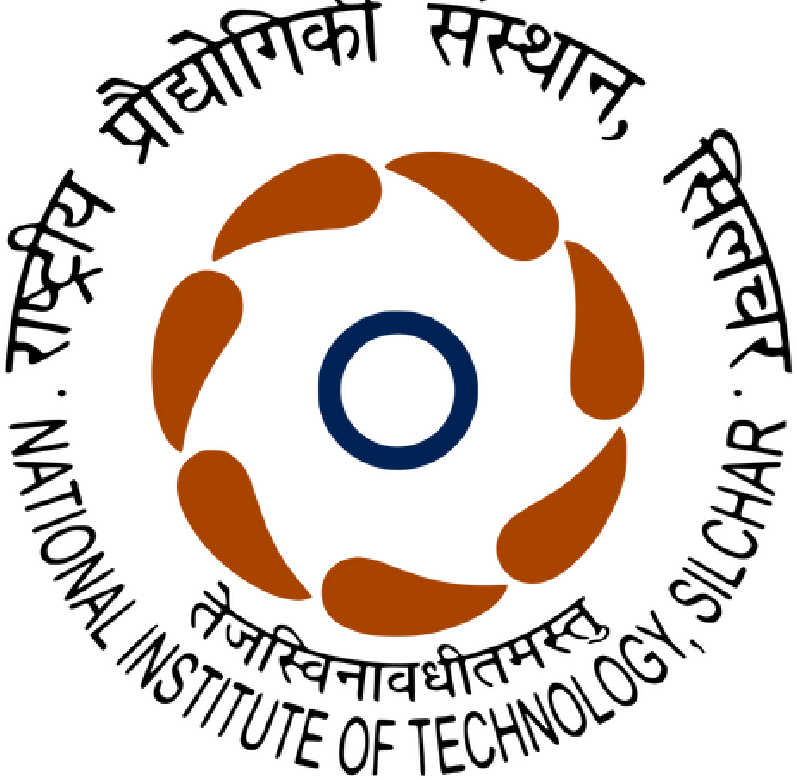 राष्ट्रीय प्रौद्योगिकी संस्थान, सिलचर
तेजस्विनावधीतमस्तु
· NATIONAL INSTITUTE OF TECHNOLOGY, SILCHAR ·